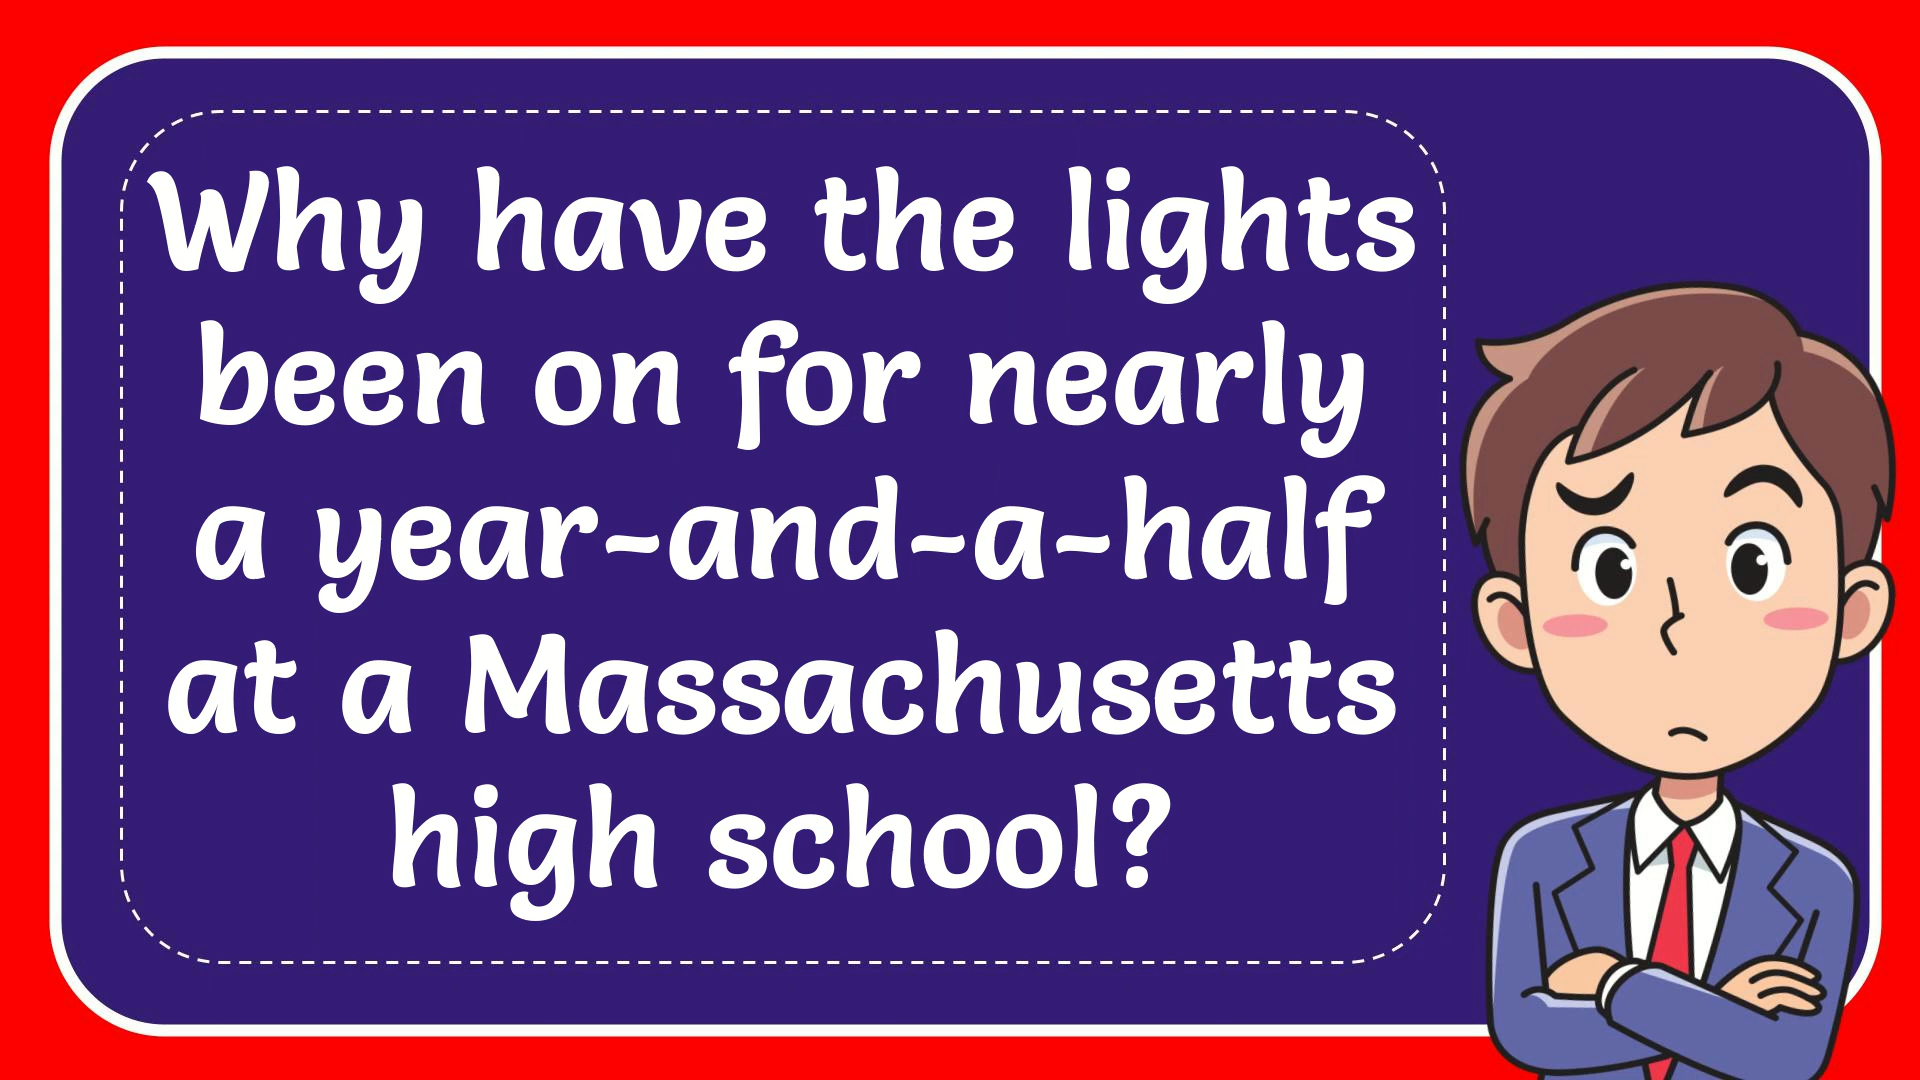 Why have the lights
been on for nearly
a year-and-a-half
at a Massachusetts
high school?